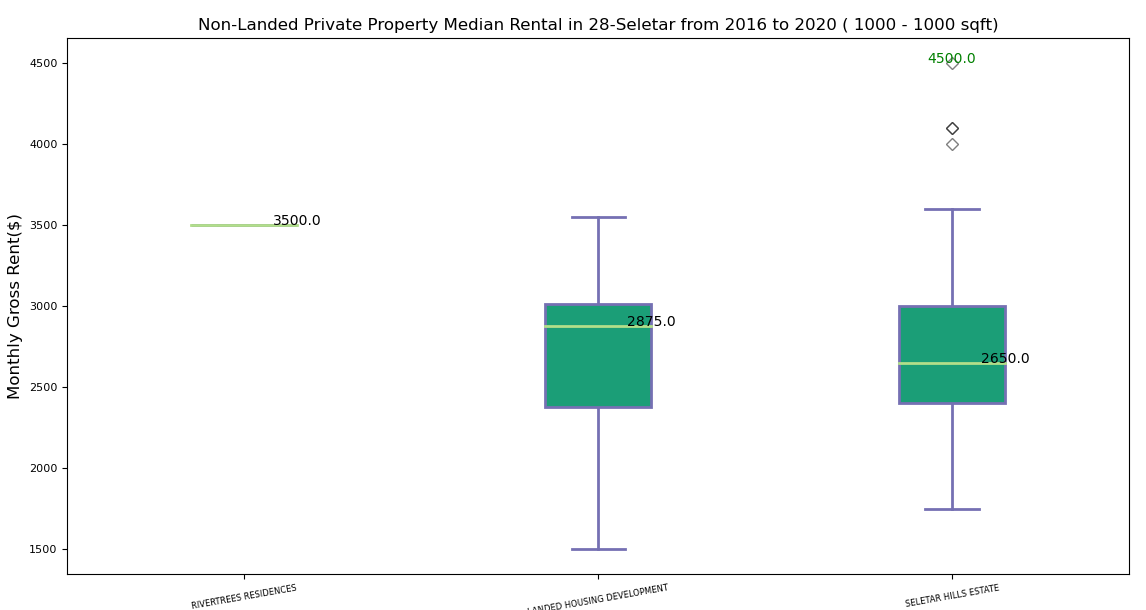 Non-Landed Private Property Median Rental in 28-Seletar from 2016 to 2020 ( 1000 - 1000 sqft)
Monthly Gross Rent($)
4500
4000
3500
3000
2500
2000
1500
4500.0
3500.0
2875.0
2650.0
RIVERTREES RESIDENCES
LANDED HOUSING DEVELOPMENT
SELETAR HILLS ESTATE